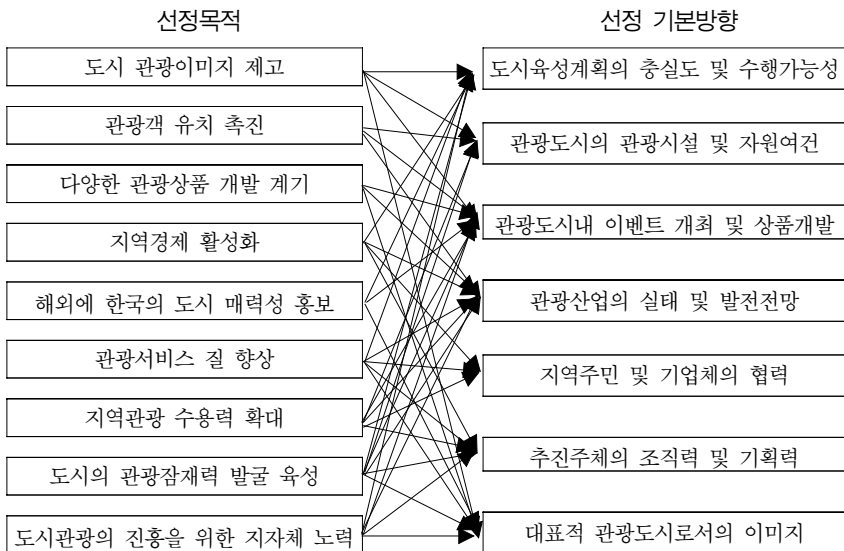 선정목적
도시 관광이미지 제고
관광객 유치 촉진
다양한 관광상품 개발 계기
지역경제 활성화
해외에 한국의 도시 매력성 홍보
관광서비스 질 향상
지역관광 수용력 확대
도시의 관광잠재력 발굴 육성
도시관광의 진흥을 위한 지자체 노력
선정 기본방향
도시육성계획의 충실도 및 수행가능성
관광도시의 관광시설 및 자원여건
관광도시내 이벤트 개최 및 상품개발
관광산업의 실태 및 발전전망
지역주민 및 기업체의 협력
추진주체의 조직력 및 기획력
대표적 관광도시로서의 이미지